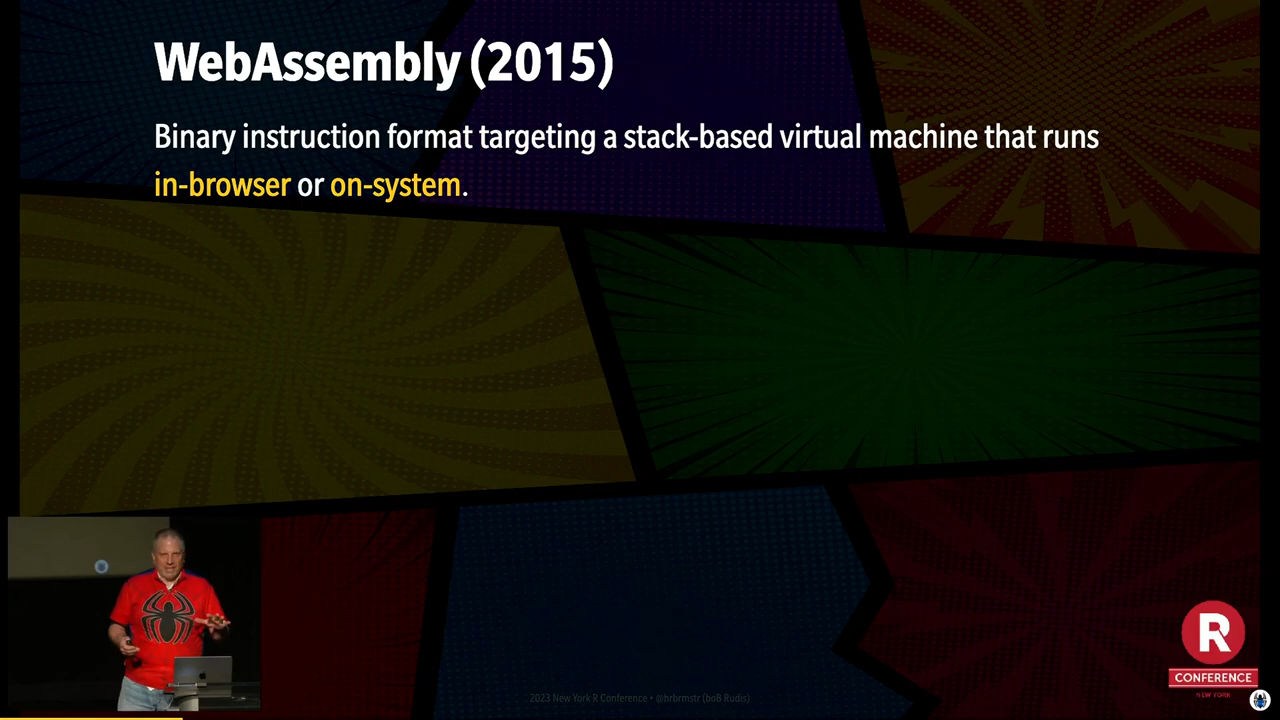 WebAssembly (2015)
Binary instruction format targeting a stack-based virtual machine that runs
in-browser or on-system.
2023 New York R Conference • @hrbrmstr (boB Rudis)
R
CONFERENCE
NEW YORK